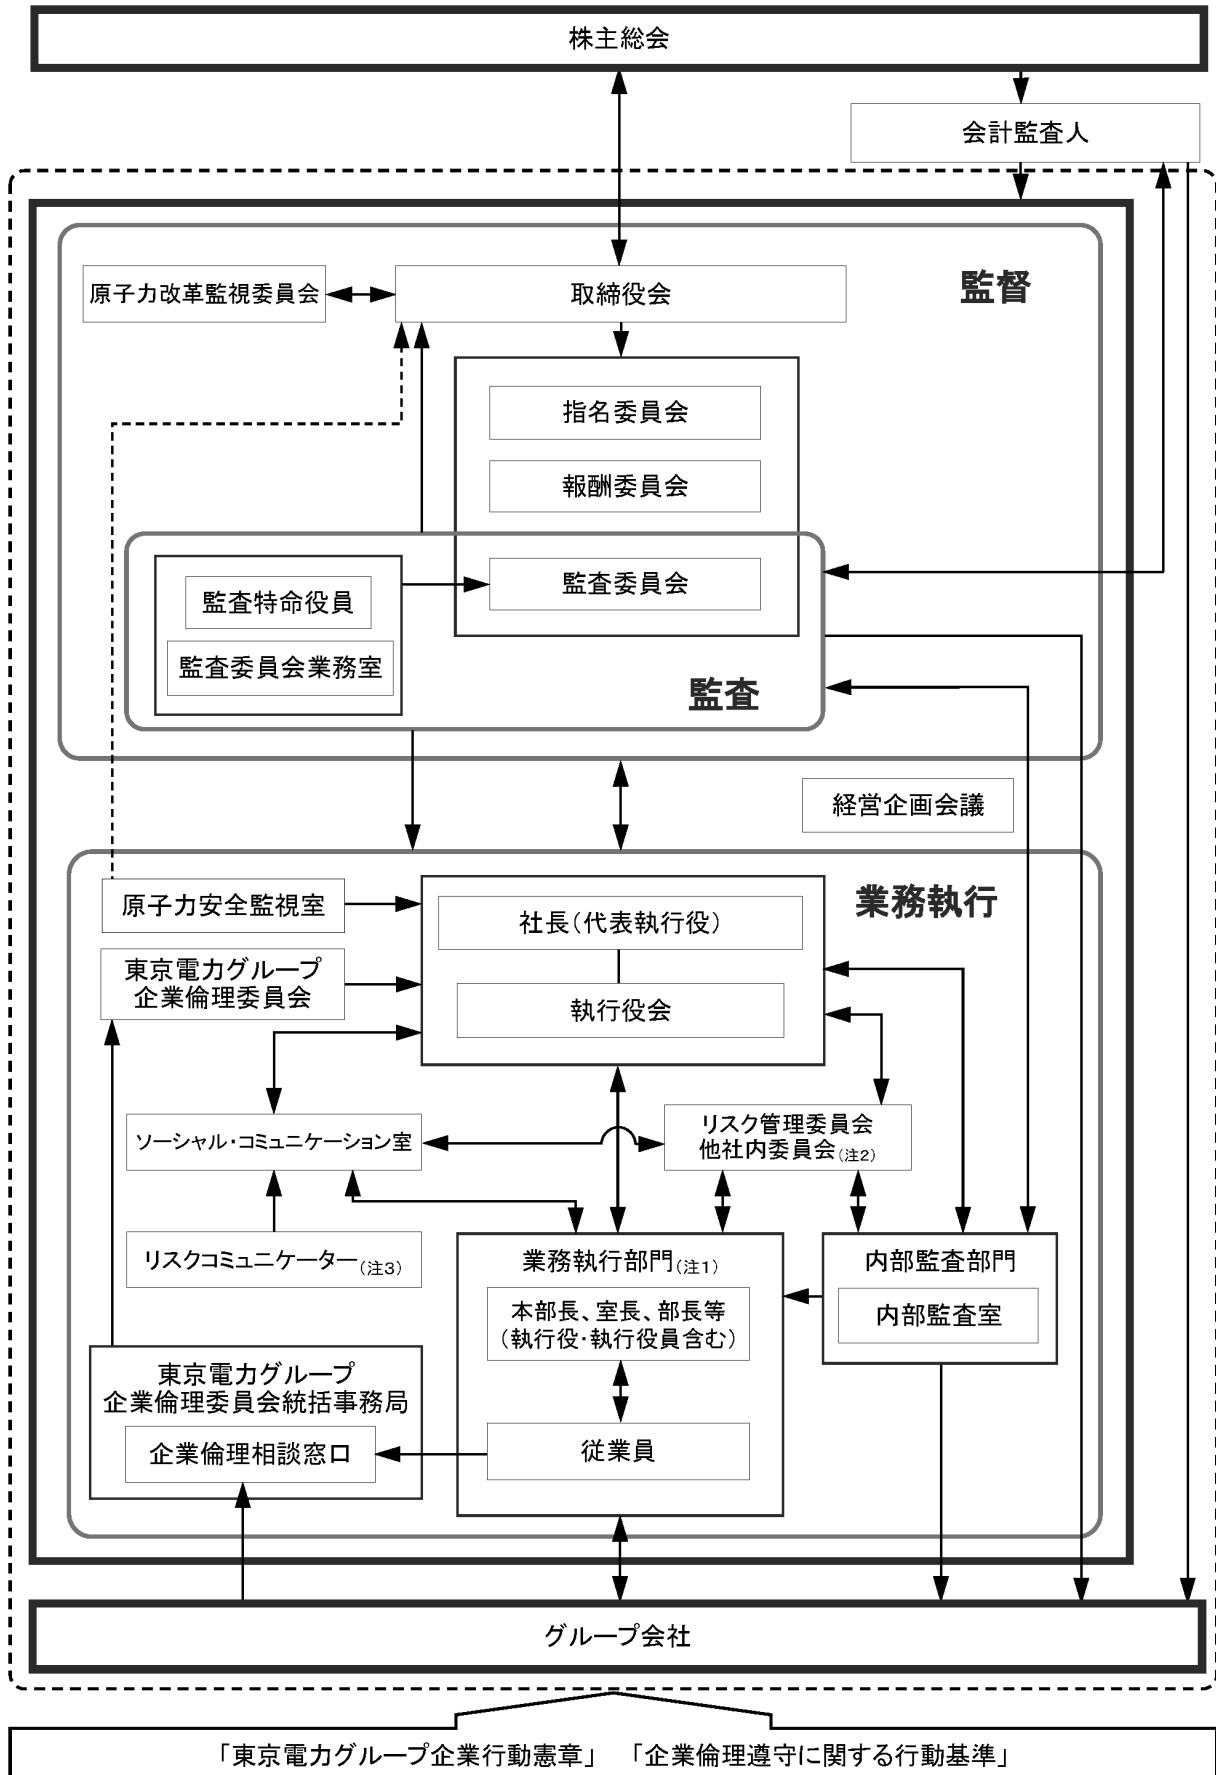 株主総会
会計監査人
監督
原子力改革監視委員会
取締役会
指名委員会
報酬委員会
監査委員会
監査特命役員
監査委員会業務室
監査
経営企画会議
業務執行
原子力安全監視室
社長(代表執行役)
東京電力グループ
企業倫理委員会
執行役会
ソーシャル・コミュニケーション室
リスク管理委員会
他社内委員会(注2)
リスクコミュニケーター(注3)
業務執行部門(注1)
本部長、室長、部長等
(執行役・執行役員含む)
内部監査部門
内部監査室
東京電力グループ
企業倫理委員会統括事務局
企業倫理相談窓口
従業員
グループ会社
「東京電力グループ企業行動憲章」 「企業倫理遵守に関する行動基準」